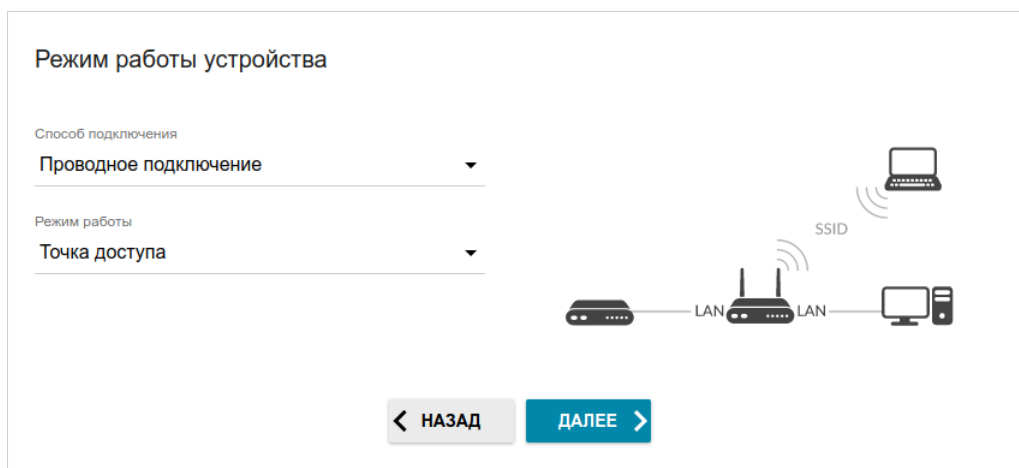 Режим работы устройства
Способ подключения
Проводное подключение
Режим работы
Точка доступа
SSID
LAN
LAN
НАЗАД
ДАЛЕЕ